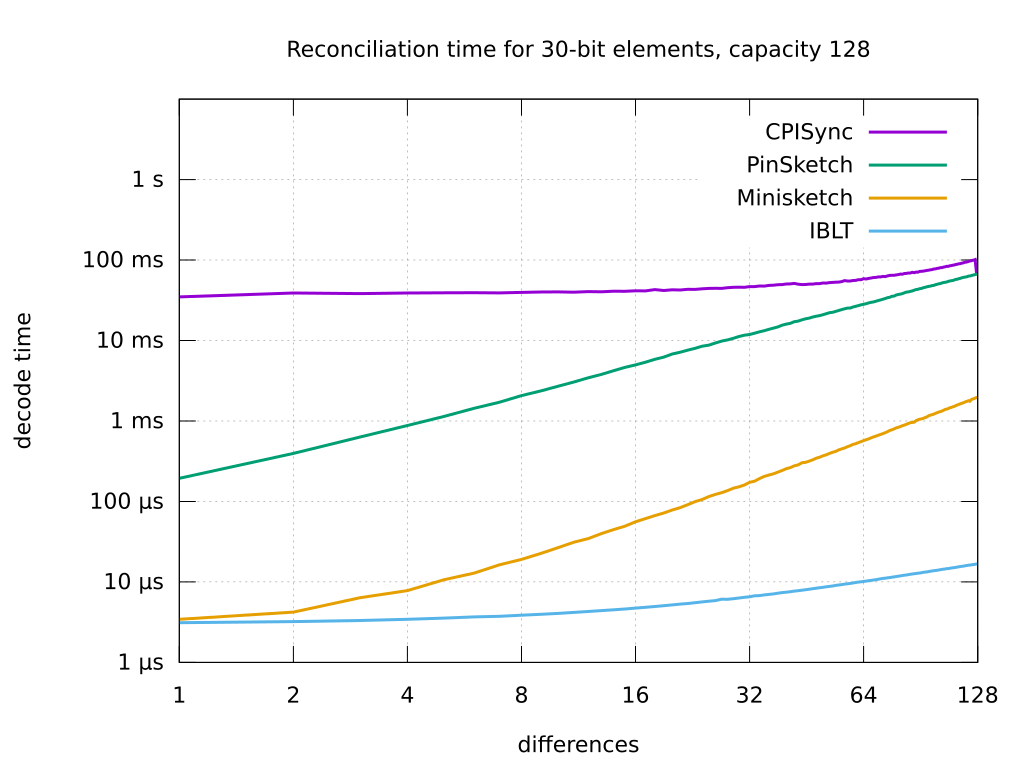 Reconciliation time for 30-bit elements, capacity 128
CPISync
PinSketch
Minisketch
IBLT
1 s
100 ms
10 ms
1 ms
100 µs
10 µs
1 µs
decode time
1 2 4 8 16 32 64 128
differences